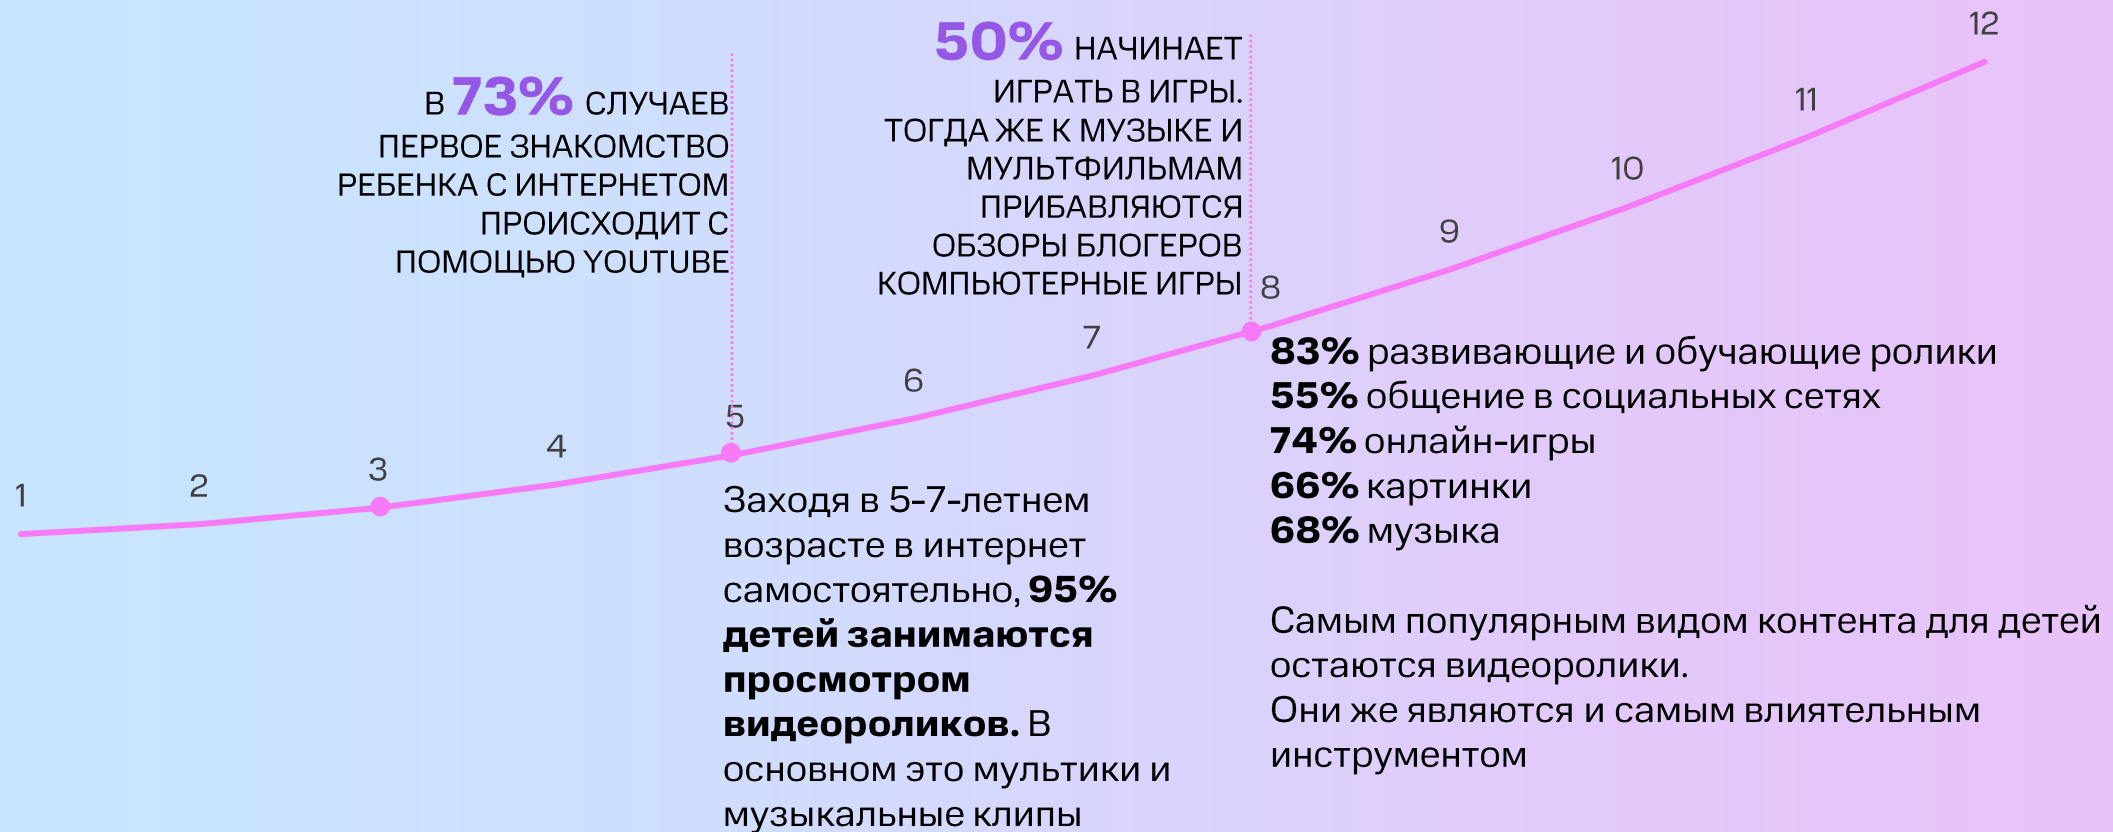 В 73% СЛУЧАЕВ
ПЕРВОЕ ЗНАКОМСТВО
РЕБЕНКА С ИНТЕРНЕТОМ
ПРОИСХОДИТ С
ПОМОЩЬЮ YOUTUBE
50% НАЧИНАЕТ
ИГРАТЬ В ИГРЫ.
ТОГДА ЖЕ К МУЗЫКЕ И
МУЛЬТФИЛЬМАМ
ПРИБАВЛЯЮТСЯ
ОБЗОРЫ БЛОГЕРОВ
КОМПЬЮТЕРНЫЕ ИГРЫ
1
2
3
4
5
6
7
8
9
10
11
12
Заходя в 5-7-летнем
возрасте в интернет
самостоятельно, 95%
детей занимаются
просмотром
видеороликов. В
основном это мультики и
музыкальные клипы
83% развивающие и обучающие ролики
55% общение в социальных сетях
74% онлайн-игры
66% картинки
68% музыка
Самым популярным видом контента для детей
остаются видеоролики.
Они же являются и самым влиятельным
инструментом